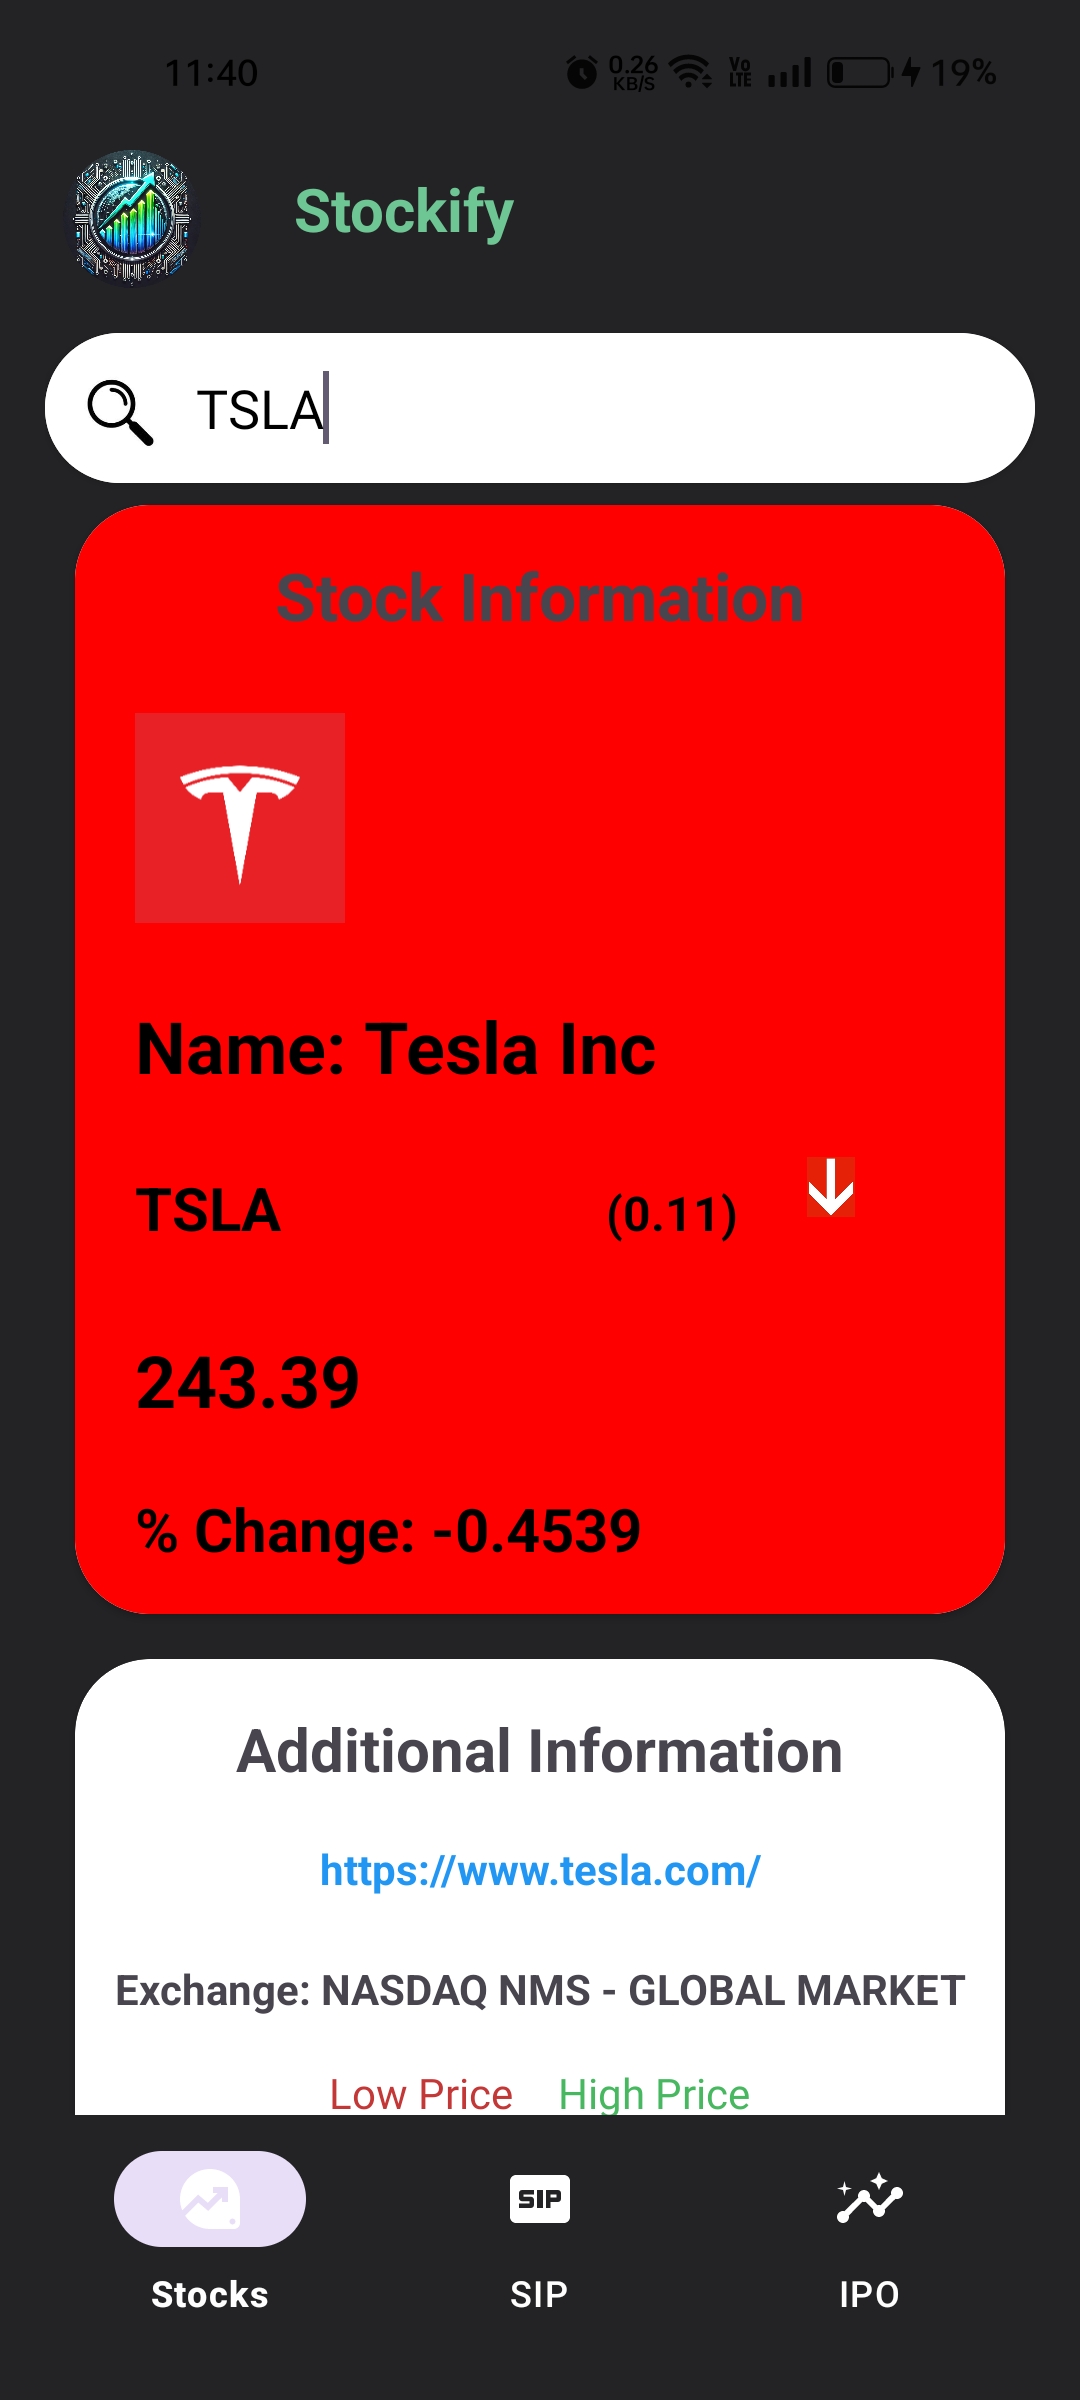 11:40 0.26 KB/S Vo LTE 19%
Stockify
TSLA
Stock Information
Name: Tesla Inc
TSLA (0.11)
243.39
% Change: -0.4539
Additional Information
https://www.tesla.com/
Exchange: NASDAQ NMS - GLOBAL MARKET
Low Price High Price
SIP
Stocks SIP IPO